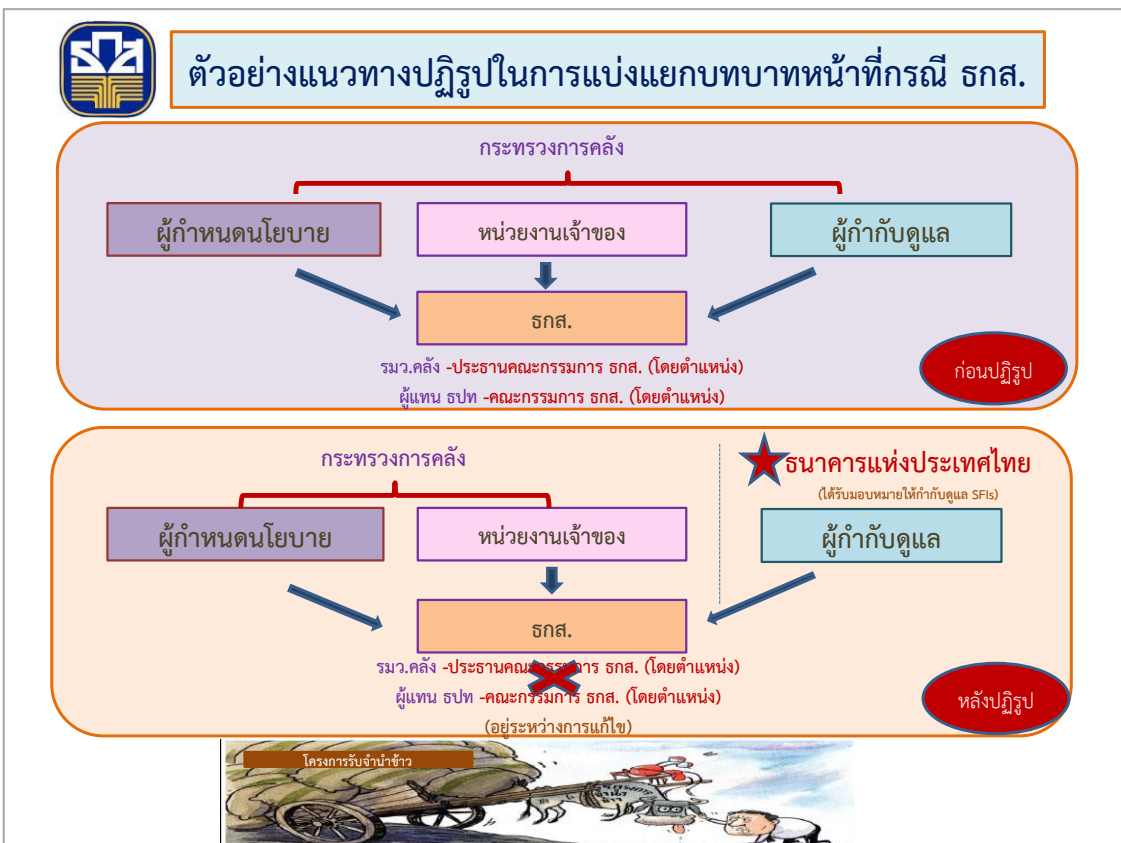 ธกส
ตัวอย่างแนวทางปฏิรูปในการแบ่งแยกบทบาทหน้าที่กรณี ธกส.
กระทรวงการคลัง
ผู้กำหนดนโยบาย
หน่วยงานเจ้าของ
ผู้กำกับดูแล
ธกส.
รมว.คลัง -ประธานคณะกรรมการ ธกส. (โดยตำแหน่ง)
ผู้แทน ธปท -คณะกรรมการ ธกส. (โดยตำแหน่ง)
ก่อนปฏิรูป
กระทรวงการคลัง
ธนาคารแห่งประเทศไทย
(ได้รับมอบหมายให้กำกับดูแล SFIs)
ผู้กำหนดนโยบาย
หน่วยงานเจ้าของ
ผู้กำกับดูแล
ธกส.
รมว.คลัง -ประธานคณะกรรมการ ธกส. (โดยตำแหน่ง)
ผู้แทน ธปท -คณะกรรมการ ธกส. (โดยตำแหน่ง)
(อยู่ระหว่างการแก้ไข)
หลังปฏิรูป
โครงการรับจำนำข้าว